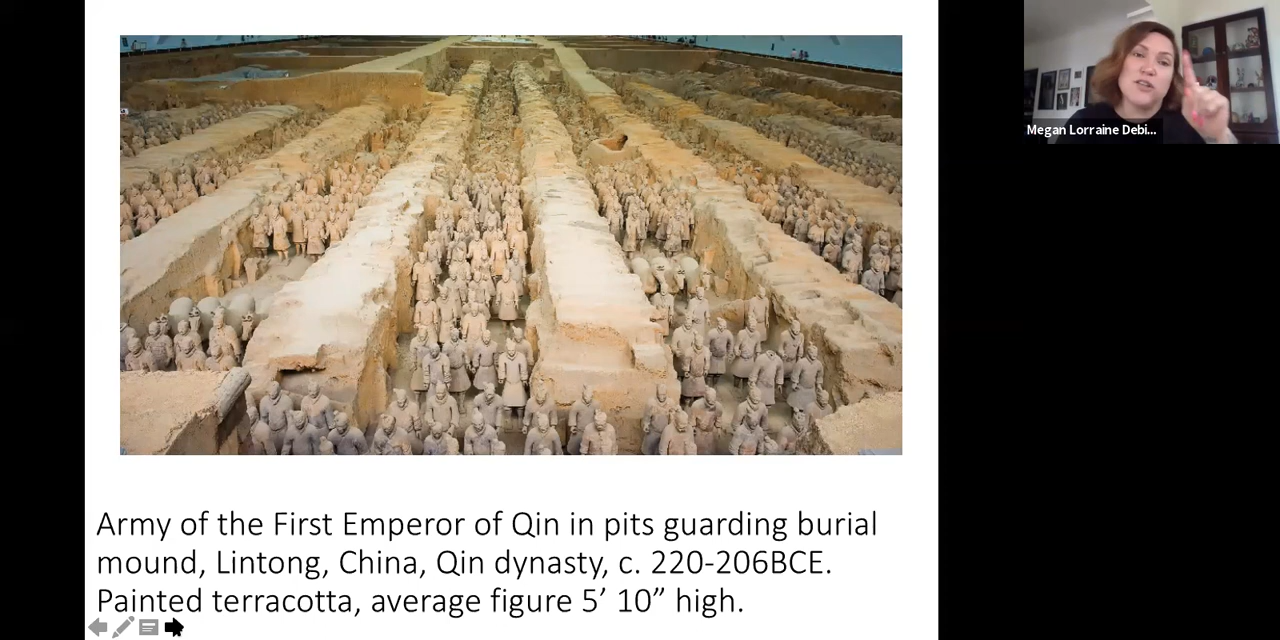 Megan Lorraine Debi...
Army of the First Emperor of Qin in pits guarding burial
mound, Lintong, China, Qin dynasty, c. 220-206BCE.
Painted terracotta, average figure 5’ 10” high.